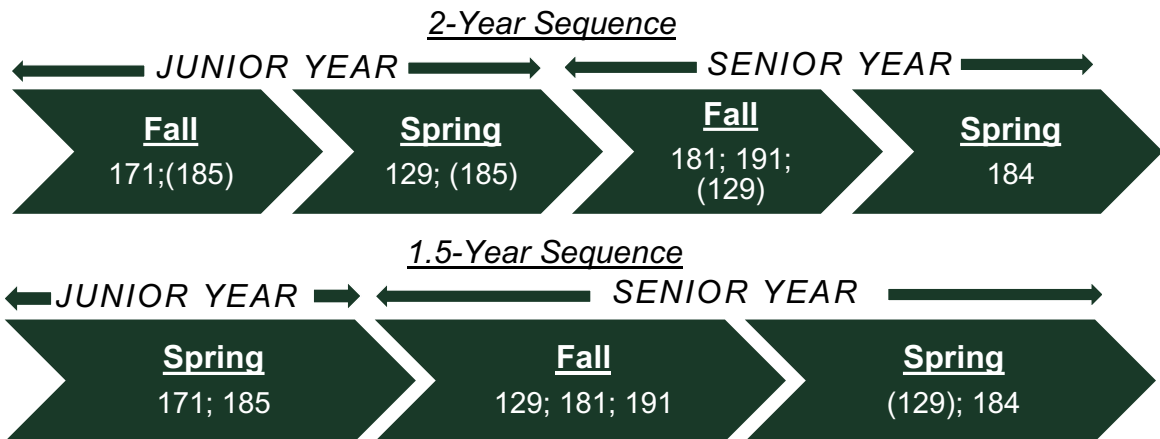 2-Year Sequence
JUNIOR YEAR
SENIOR YEAR
Fall
171;(185)
Spring
129; (185)
Fall
181; 191;
(129)
Spring
184
1.5-Year Sequence
JUNIOR YEAR
SENIOR YEAR
Spring
171; 185
Fall
129; 181; 191
Spring
(129); 184